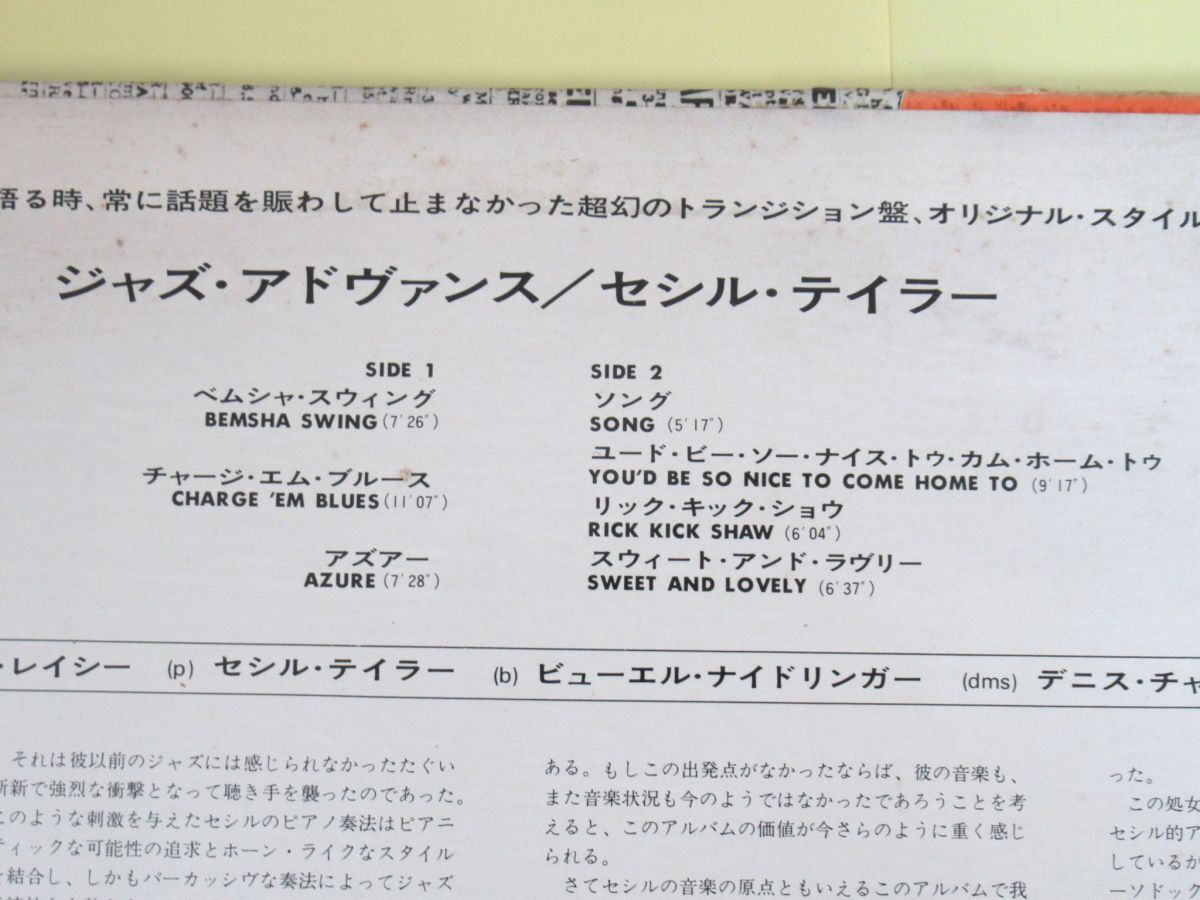 る時、常に話題を賑わして止まなかった超幻のトランジション盤、オリジナル・スタイル
ジャズ・アドヴァンス／セシル・テイラー
SIDE 1
ベムシャ・スウィング
BEMSHA SWING (7'26")
チャージ・エム・ブルース
CHARGE 'EM BLUES (11'07")
アズアー
AZURE (7'28")
SIDE 2
ソング
SONG (5'17")
ユード・ビー・ソー・ナイス・トゥ・カム・ホーム・トゥ
YOU'D BE SO NICE TO COME HOME TO (9'17")
リック・キック・ショウ
RICK KICK SHAW (6'04")
スウィート・アンド・ラヴリー
SWEET AND LOVELY (6'37")
・レイシー (p) セシル・テイラー (b) ビューエル・ナイドリンガー (dms) デニス・チャ
それは彼以前のジャズには感じられなかったたぐい
斬新で強烈な衝撃となって聴き手を襲ったのであった。
このような刺激を与えたセシルのピアノ奏法はピアニ
ティックな可能性の追求とホーン・ライクなスタイル
を結合し、しかもパーカッシヴな奏法によってジャズ
ある。もしこの出発点がなかったならば、彼の音楽も、
また音楽状況も今のようではなかったであろうことを考
えると、このアルバムの価値が今さらのように重く感じ
られる。
さてセシルの音楽の原点ともいえるこのアルバムで我
った。
この処女
セシル的ア
しているが
ーソドック